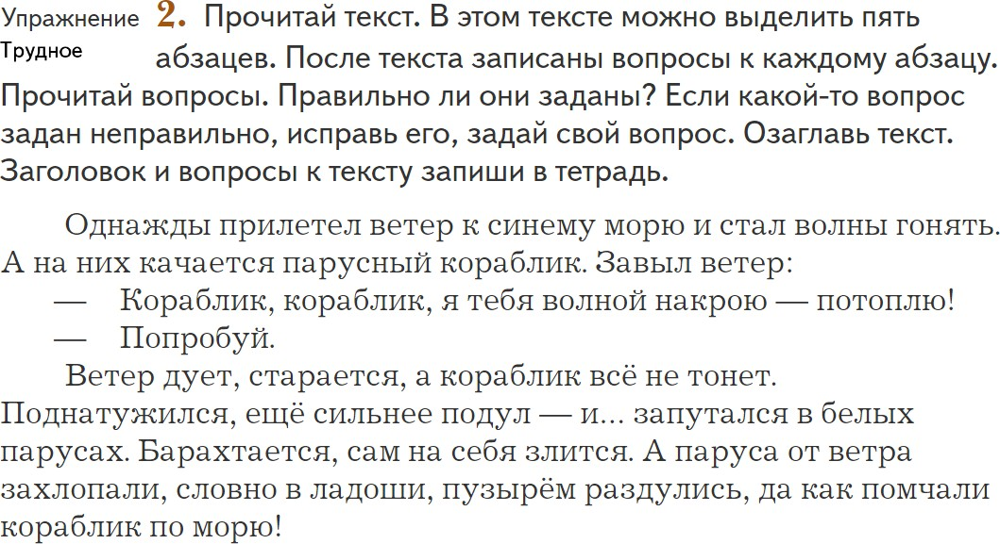 Упражнение 2. Прочитай текст. В этом тексте можно выделить пять
Трудное абзацев. После текста записаны вопросы к каждому абзацу.
Прочитай вопросы. Правильно ли они заданы? Если какой-то вопрос
задан неправильно, исправь его, задай свой вопрос. Озаглавь текст.
Заголовок и вопросы к тексту запиши в тетрадь.
Однажды прилетел ветер к синему морю и стал волны гонять.
А на них качается парусный кораблик. Завыл ветер:
— Кораблик, кораблик, я тебя волной накрою — потоплю!
— Попробуй.
Ветер дует, старается, а кораблик всё не тонет.
Поднатужился, ещё сильнее подул — и... запутался в белых
парусах. Барахтается, сам на себя злится. А паруса от ветра
захлопали, словно в ладоши, пузырём раздулись, да как помчали
кораблик по морю!